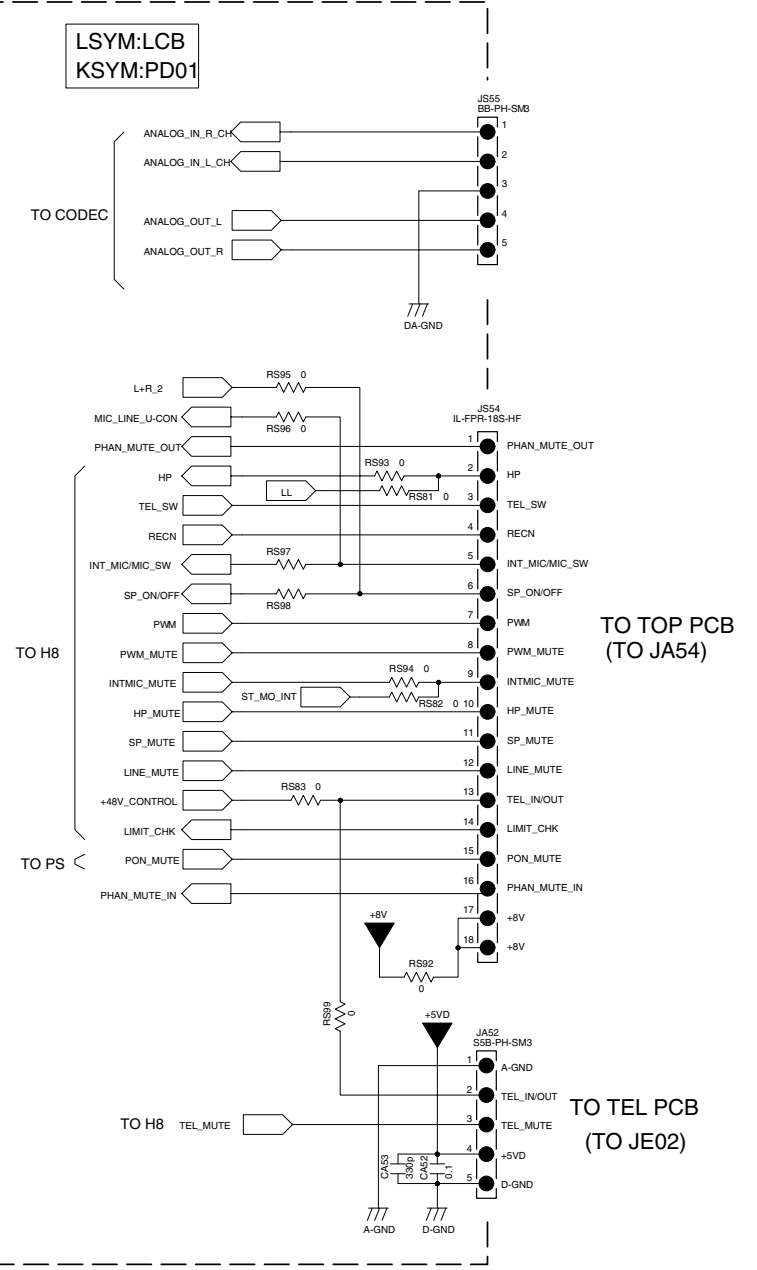 LSYM:LCB
KSYM:PD01
JS55
BB-PH-SM3
ANALOG_IN_R_CH
1
ANALOG_IN_L_CH
2
3
TO CODEC
ANALOG_OUT_L
4
ANALOG_OUT_R
5
DA-GND
L+R_2
RS95 0
MIC_LINE_U-CON
RS96 0
JS54
IL-FPR-18S-HF
PHAN_MUTE_OUT
1
PHAN_MUTE_OUT
HP
RS93 0
2
HP
LL
RS81 0
TEL_SW
3
TEL_SW
RECN
4
RECN
INT_MIC/MIC_SW
RS97
5
INT_MIC/MIC_SW
SP_ON/OFF
RS98
6
SP_ON/OFF
PWM
7
PWM
TO TOP PCB
(TO JA54)
TO H8
PWM_MUTE
8
PWM_MUTE
INTMIC_MUTE
RS94 0
9
INTMIC_MUTE
ST_MO_INT
RS82 0
HP_MUTE
10
HP_MUTE
SP_MUTE
11
SP_MUTE
LINE_MUTE
12
LINE_MUTE
+48V_CONTROL
RS83 0
13
TEL_IN/OUT
LIMIT_CHK
14
LIMIT_CHK
TO PS
PON_MUTE
15
PON_MUTE
PHAN_MUTE_IN
16
PHAN_MUTE_IN
+8V
17
+8V
18
+8V
RS92
0
RS99
0
+5VD
JA52
S5B-PH-SM3
1
A-GND
2
TEL_IN/OUT
TO TEL PCB
(TO JE02)
TO H8
TEL_MUTE
3
TEL_MUTE
4
+5VD
CA53
330p
CA52
0.1
5
D-GND
A-GND
D-GND